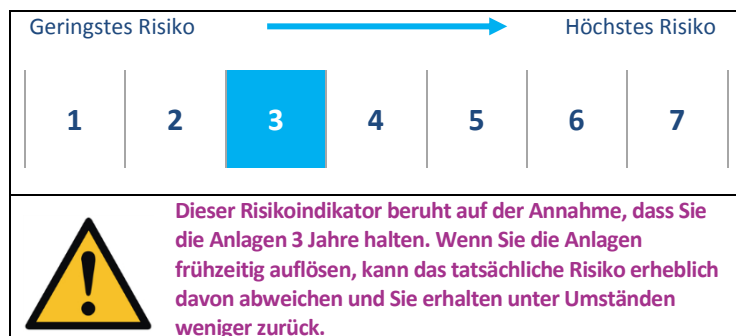 Geringstes Risiko Höchstes Risiko
1 2 3 4 5 6 7
Dieser Risikoindikator beruht auf der Annahme, dass Sie
die Anlagen 3 Jahre halten. Wenn Sie die Anlagen
frühzeitig auflösen, kann das tatsächliche Risiko erheblich
davon abweichen und Sie erhalten unter Umständen
weniger zurück.